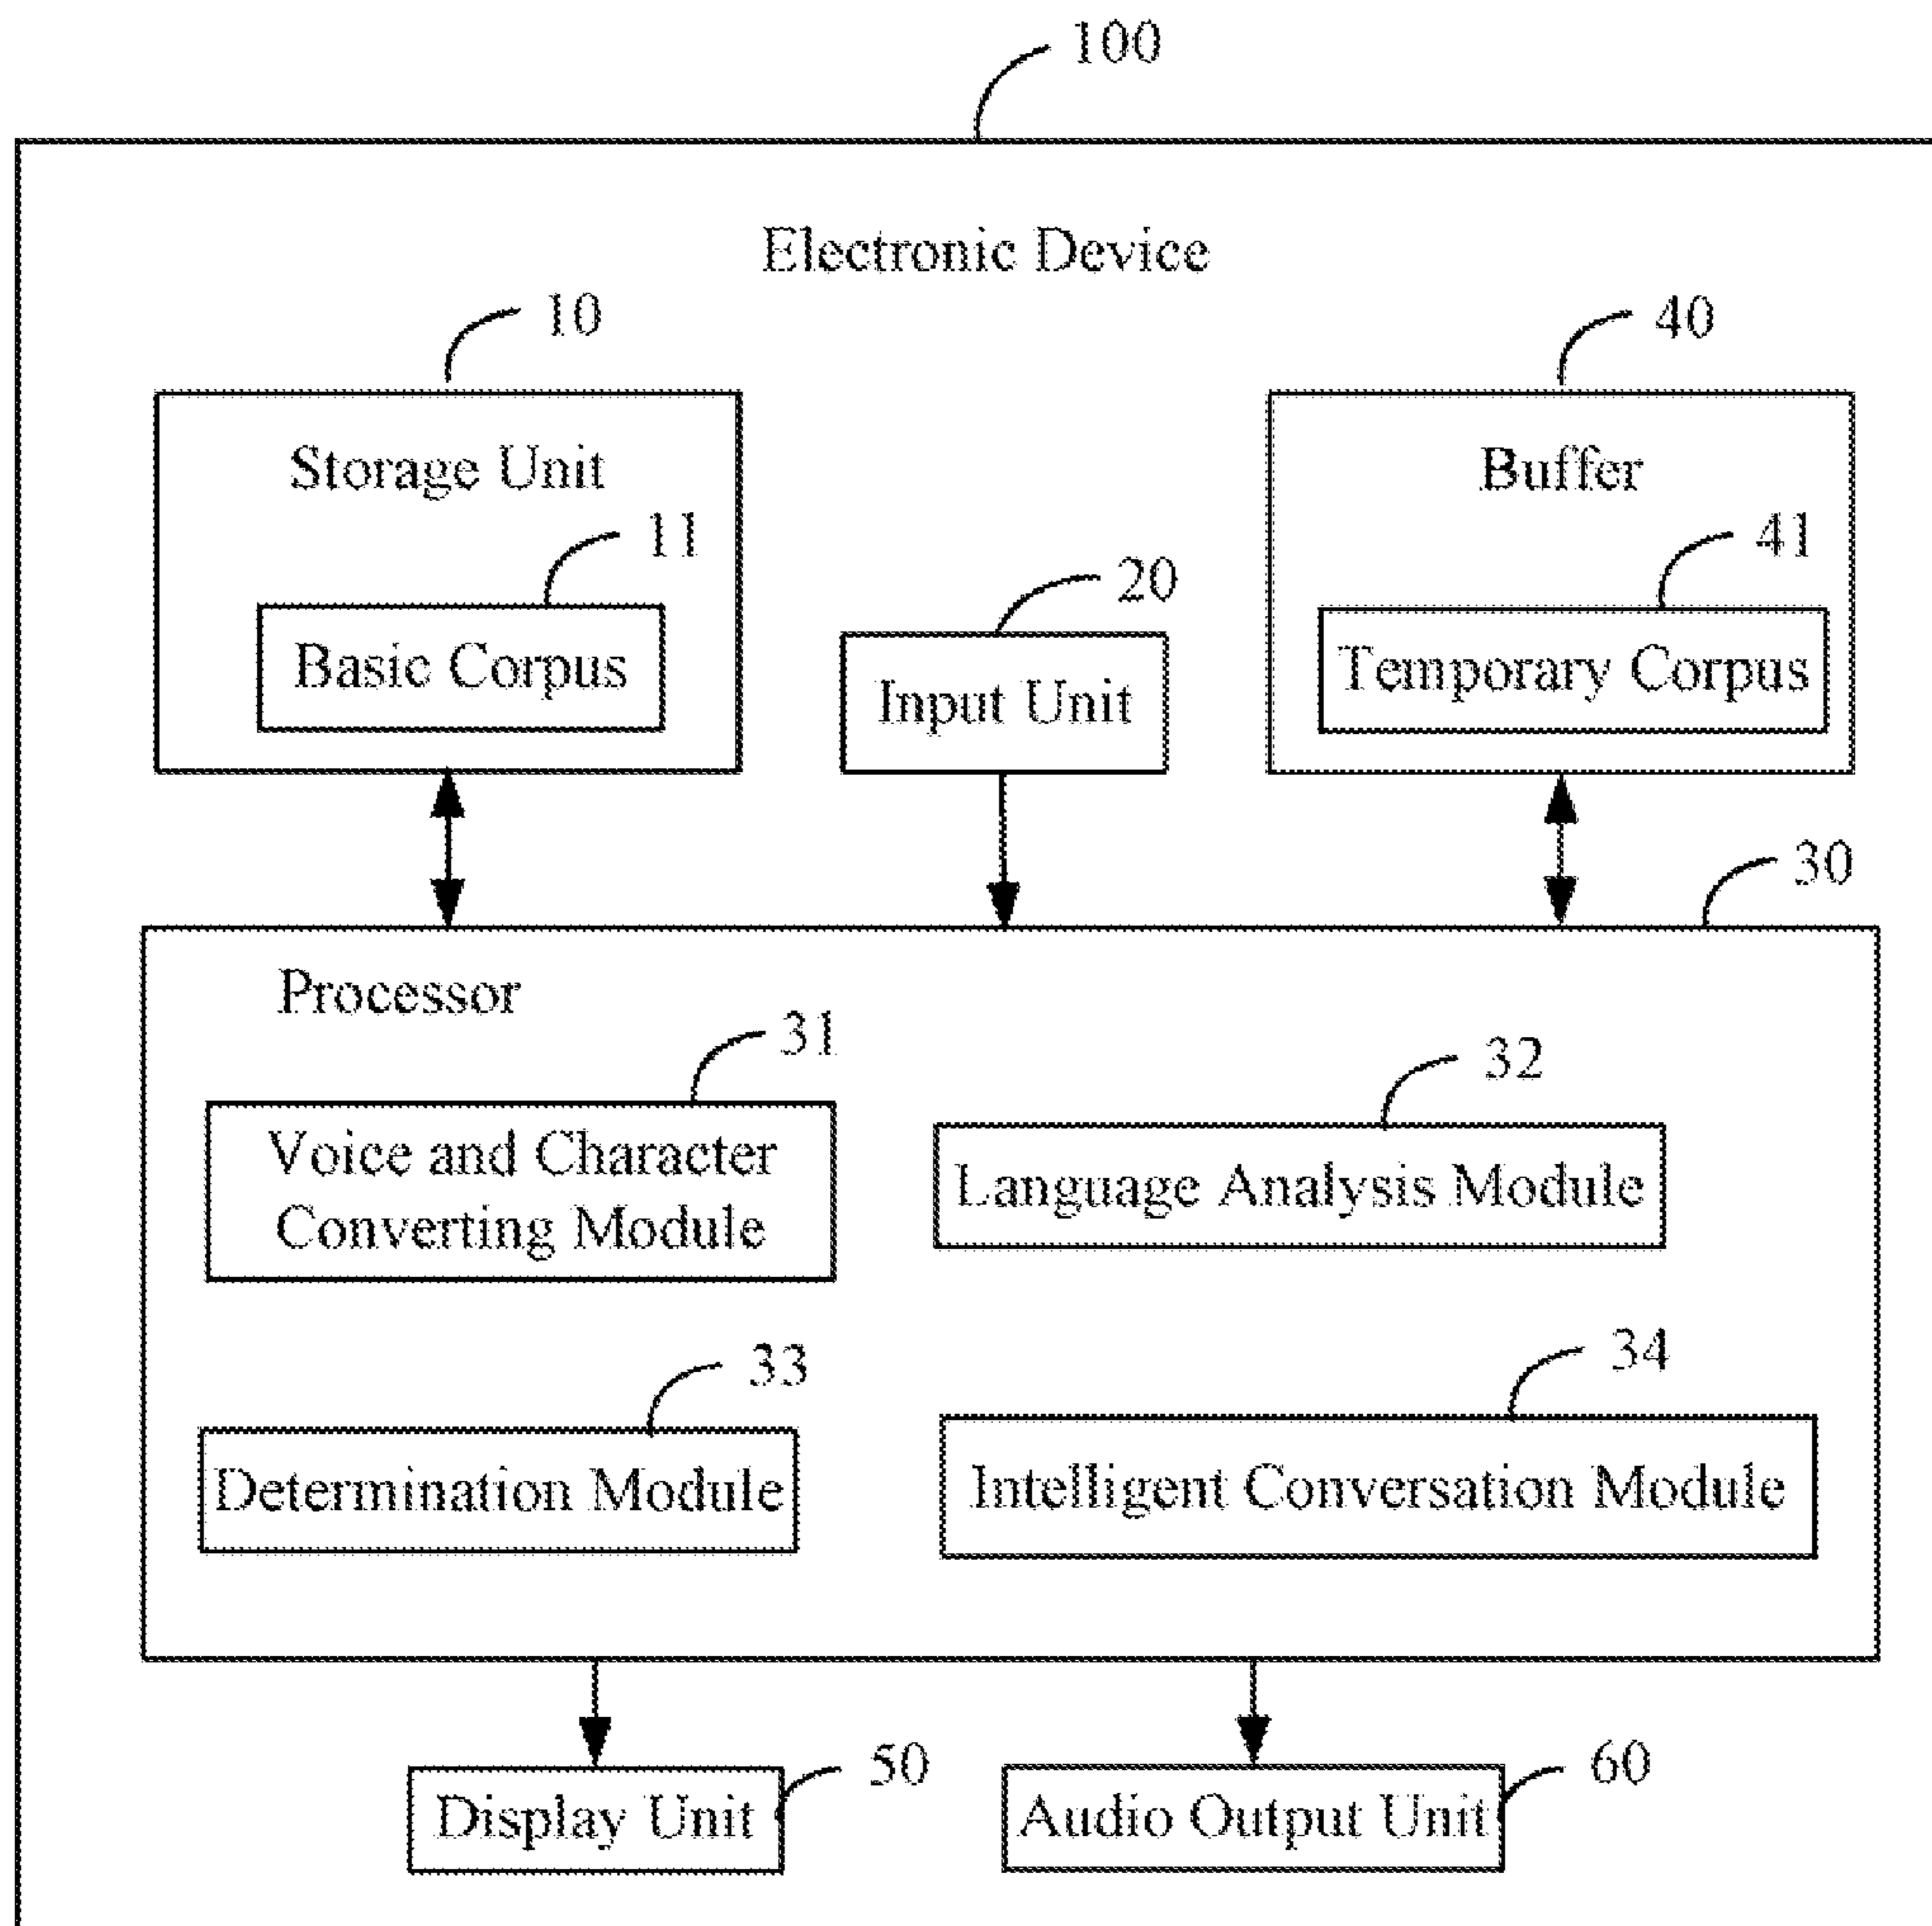 100
Electronic Device
10
40
Storage Unit
Buffer
11
41
20
Basic Corpus
Input Unit
Temporary Corpus
30
Processor
31
32
Voice and Character
Converting Module
Language Analysis Module
33
34
Determination Module
Intelligent Conversation Module
50
60
Display Unit
Audio Output Unit